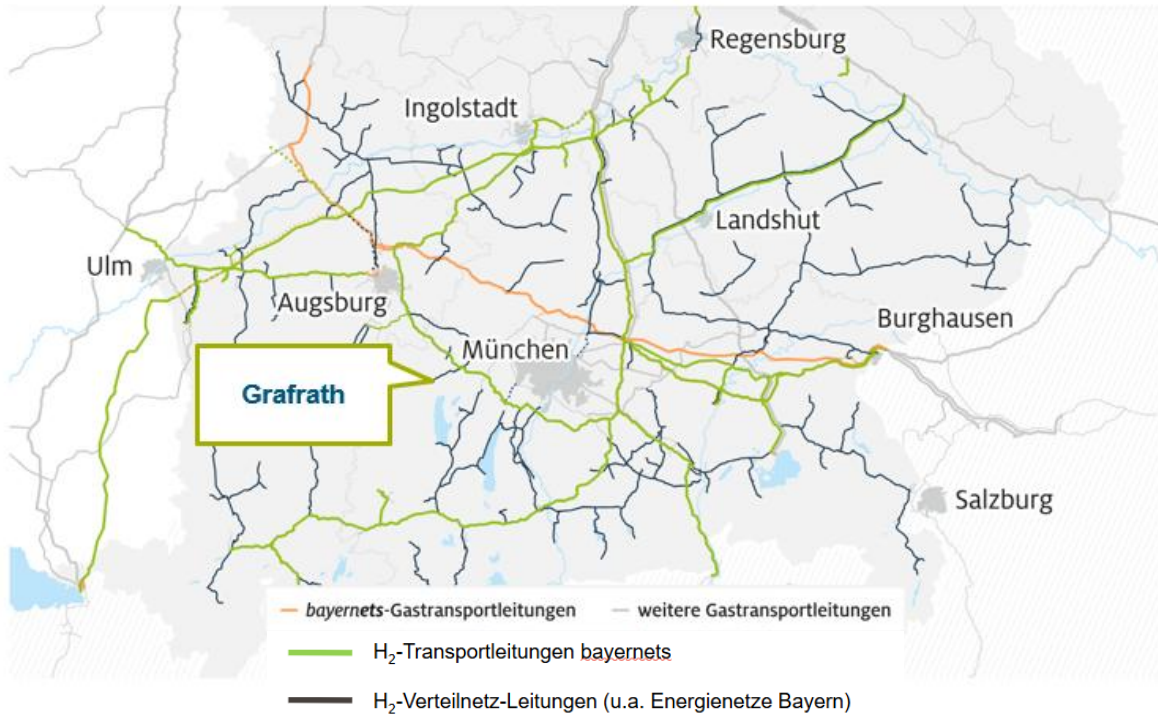 Regensburg
Ingolstadt
Landshut
Ulm
Augsburg
Burghausen
München
Grafrath
Salzburg
bayernets-Gastransportleitungen
weitere Gastransportleitungen
H₂-Transportleitungen bayernets
H₂-Verteilnetz-Leitungen (u.a. Energienetze Bayern)